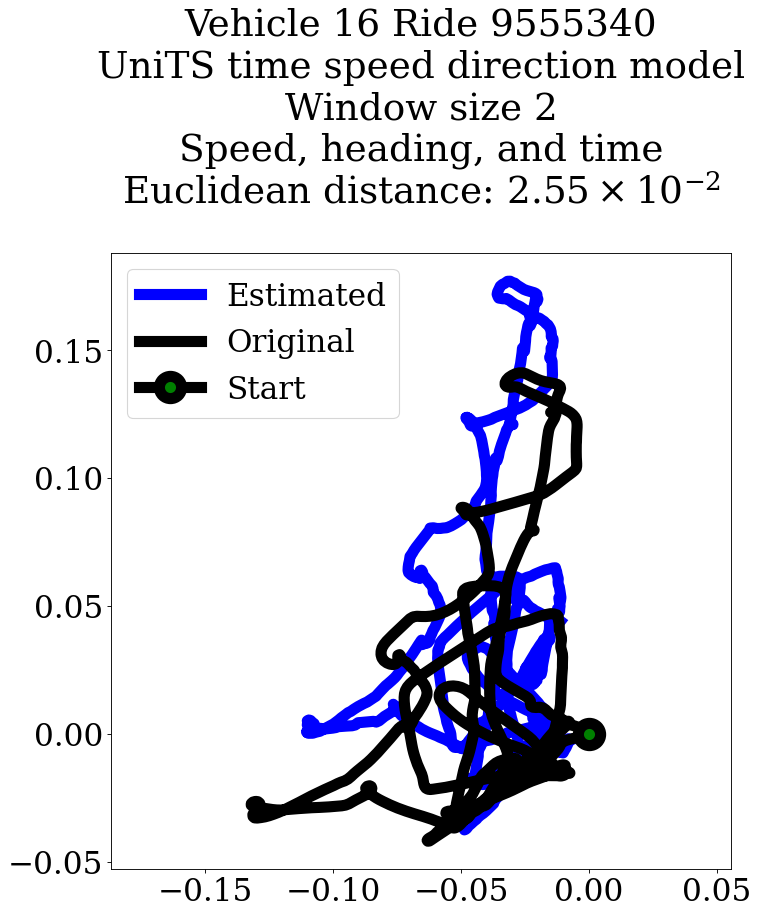 Vehicle 16 Ride 9555340
UniTS time speed direction model
Window size 2
Speed, heading, and time
Euclidean distance: 2.55 × 10⁻²
Estimated
Original
Start
0.15
0.10
0.05
0.00
−0.05
−0.15 −0.10 −0.05 0.00 0.05